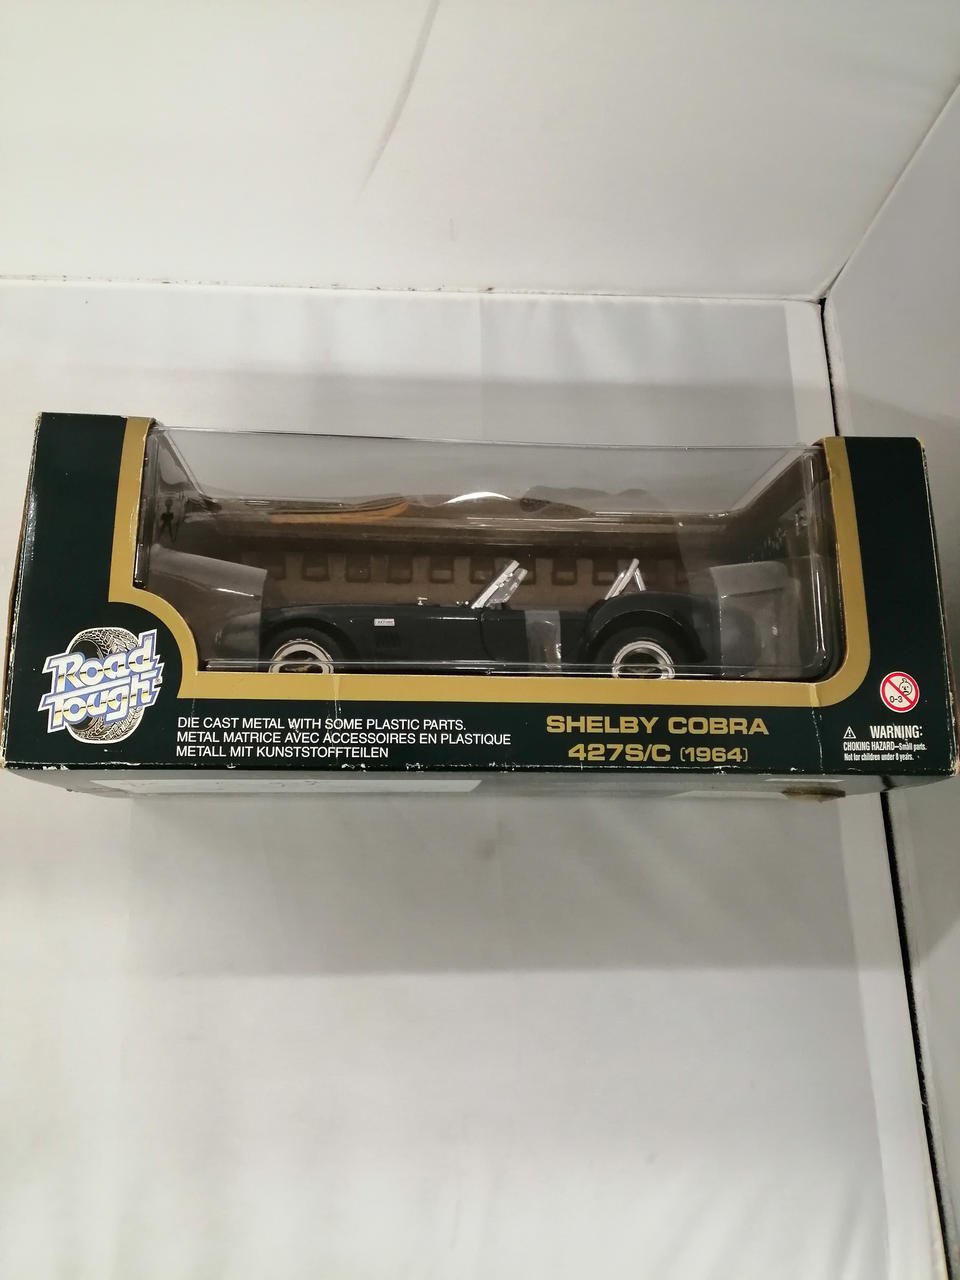 Road
Tough
DIE CAST METAL WITH SOME PLASTIC PARTS.
METAL MATRICE AVEC ACCESSOIRES EN PLASTIQUE
METALL MIT KUNSTSTOFFTEILEN
SHELBY COBRA
427S/C (1964)
0-3
WARNING:
CHOKING HAZARD-Small parts.
Not for children under 8 years.